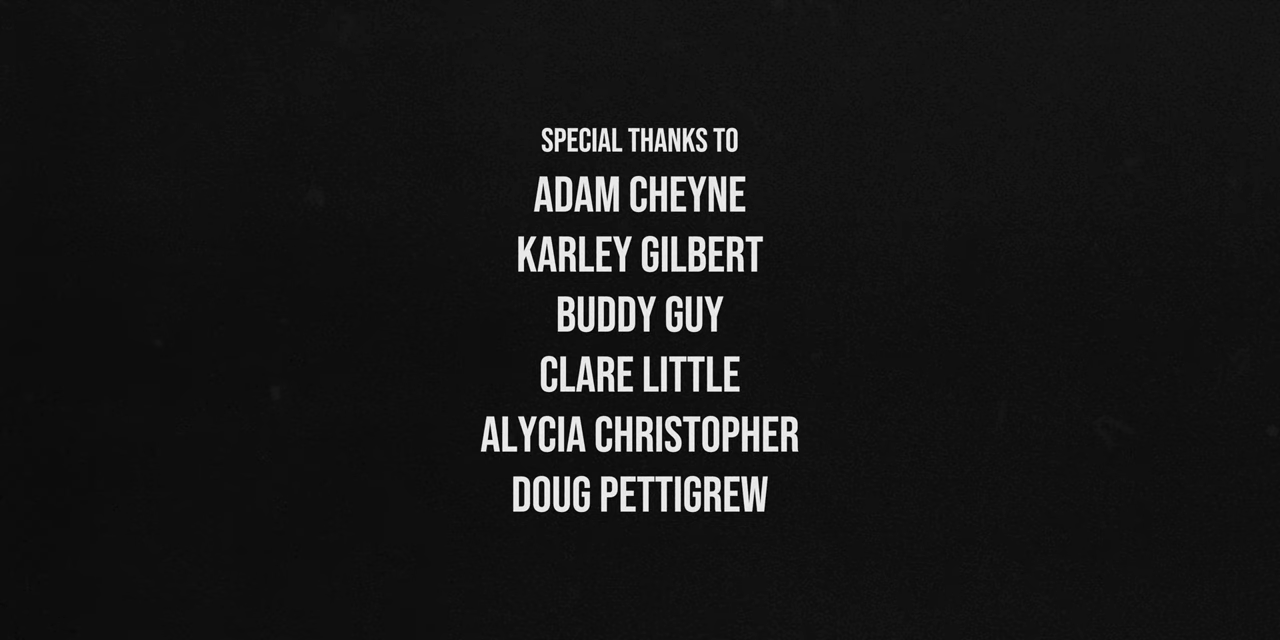 SPECIAL THANKS TO
ADAM CHEYNE
KARLEY GILBERT
BUDDY GUY
CLARE LITTLE
ALYCIA CHRISTOPHER
DOUG PETTIGREW